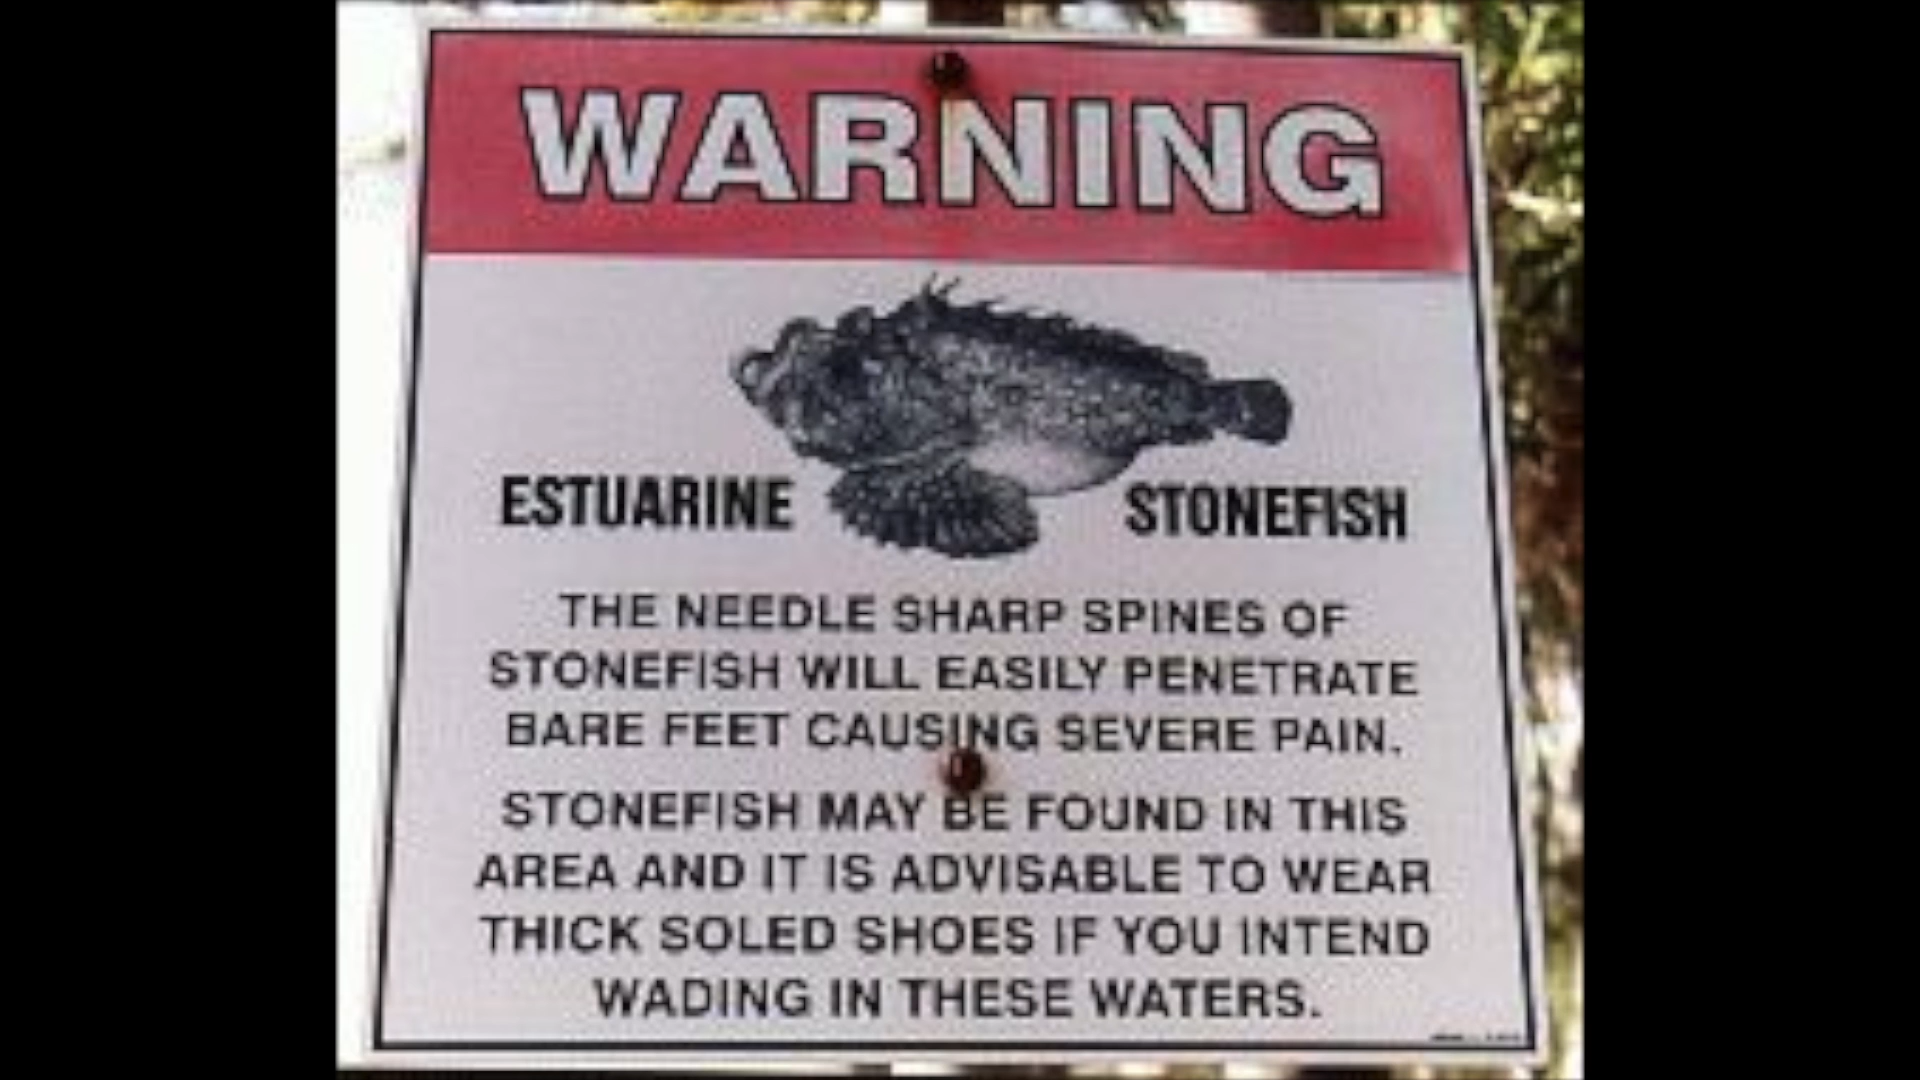 WARNING
ESTUARINE STONEFISH
THE NEEDLE SHARP SPINES OF
STONEFISH WILL EASILY PENETRATE
BARE FEET CAUSING SEVERE PAIN.
STONEFISH MAY BE FOUND IN THIS
AREA AND IT IS ADVISABLE TO WEAR
THICK SOLED SHOES IF YOU INTEND
WADING IN THESE WATERS.